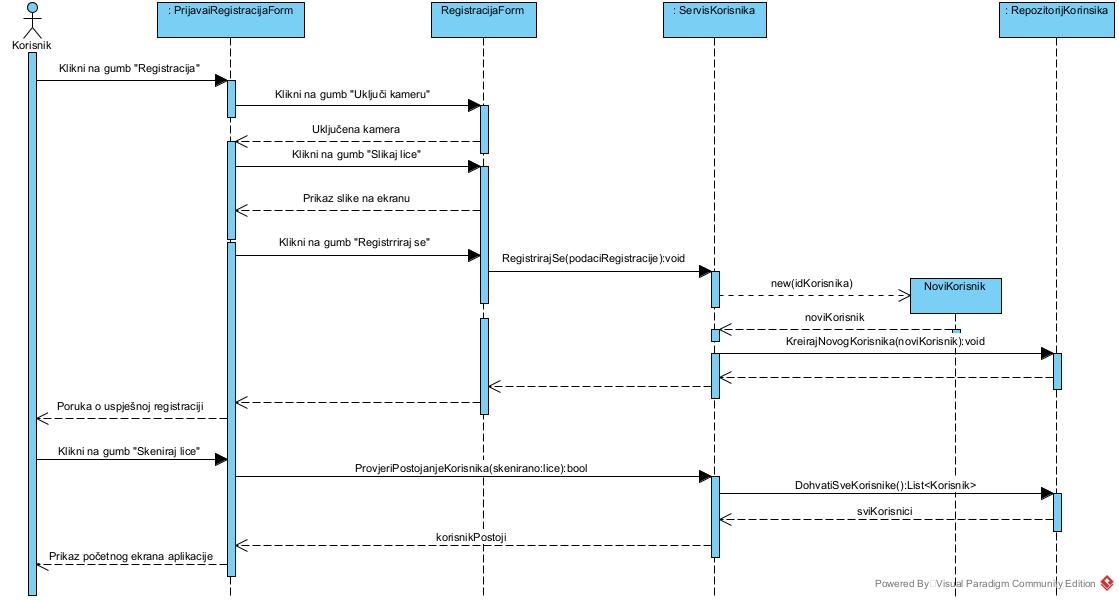 : PrijavaiRegistracijaForm
RegistracijaForm
: ServisKorisnika
: RepozitorijKorinsika
Korisnik
Klikni na gumb "Registracija"
Klikni na gumb "Uključi kameru"
Uključena kamera
Klikni na gumb "Slikaj lice"
Prikaz slike na ekranu
Klikni na gumb "Registrriraj se"
RegistrirajSe(podaciRegistracije):void
new(idKorisnika)
NoviKorisnik
noviKorisnik
KreirajNovogKorisnika(noviKorisnik):void
Poruka o uspješnoj registraciji
Klikni na gumb "Skeniraj lice"
ProvjeriPostojanjeKorisnika(skenirano:lice):bool
DohvatiSveKorisnike():List<Korisnik>
sviKorisnici
korisnikPostoji
Prikaz početnog ekrana aplikacije
Powered By Visual Paradigm Community Edition